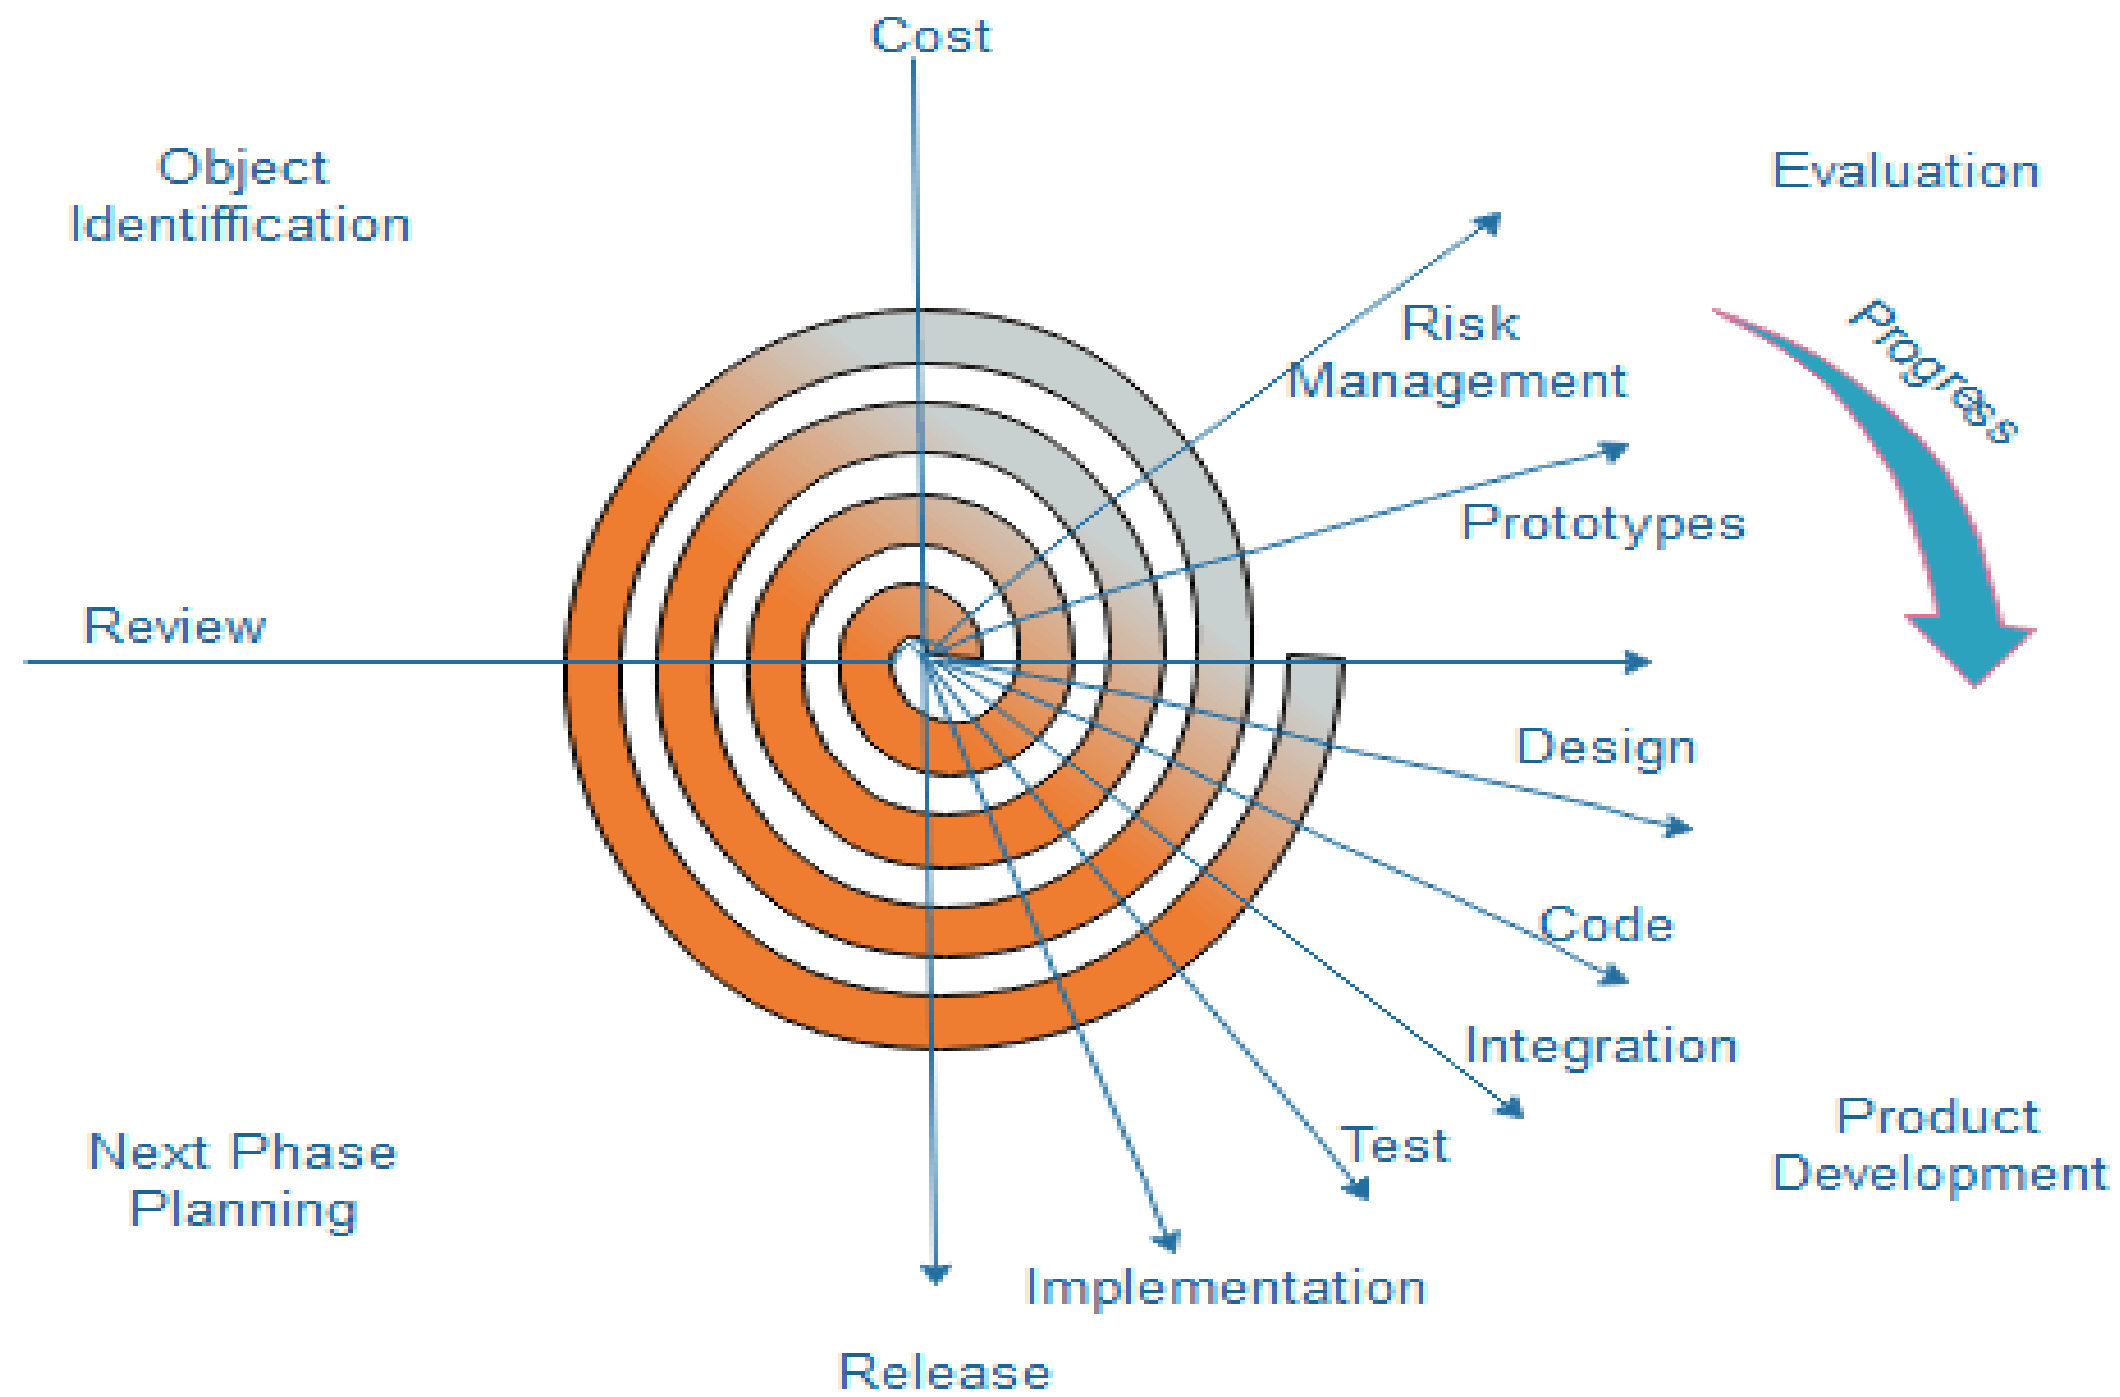 Cost
Object
Identiffication
Evaluation
Risk
Management
Progress
Prototypes
Review
Design
Code
Integration
Product
Development
Test
Next Phase
Planning
Implementation
Release